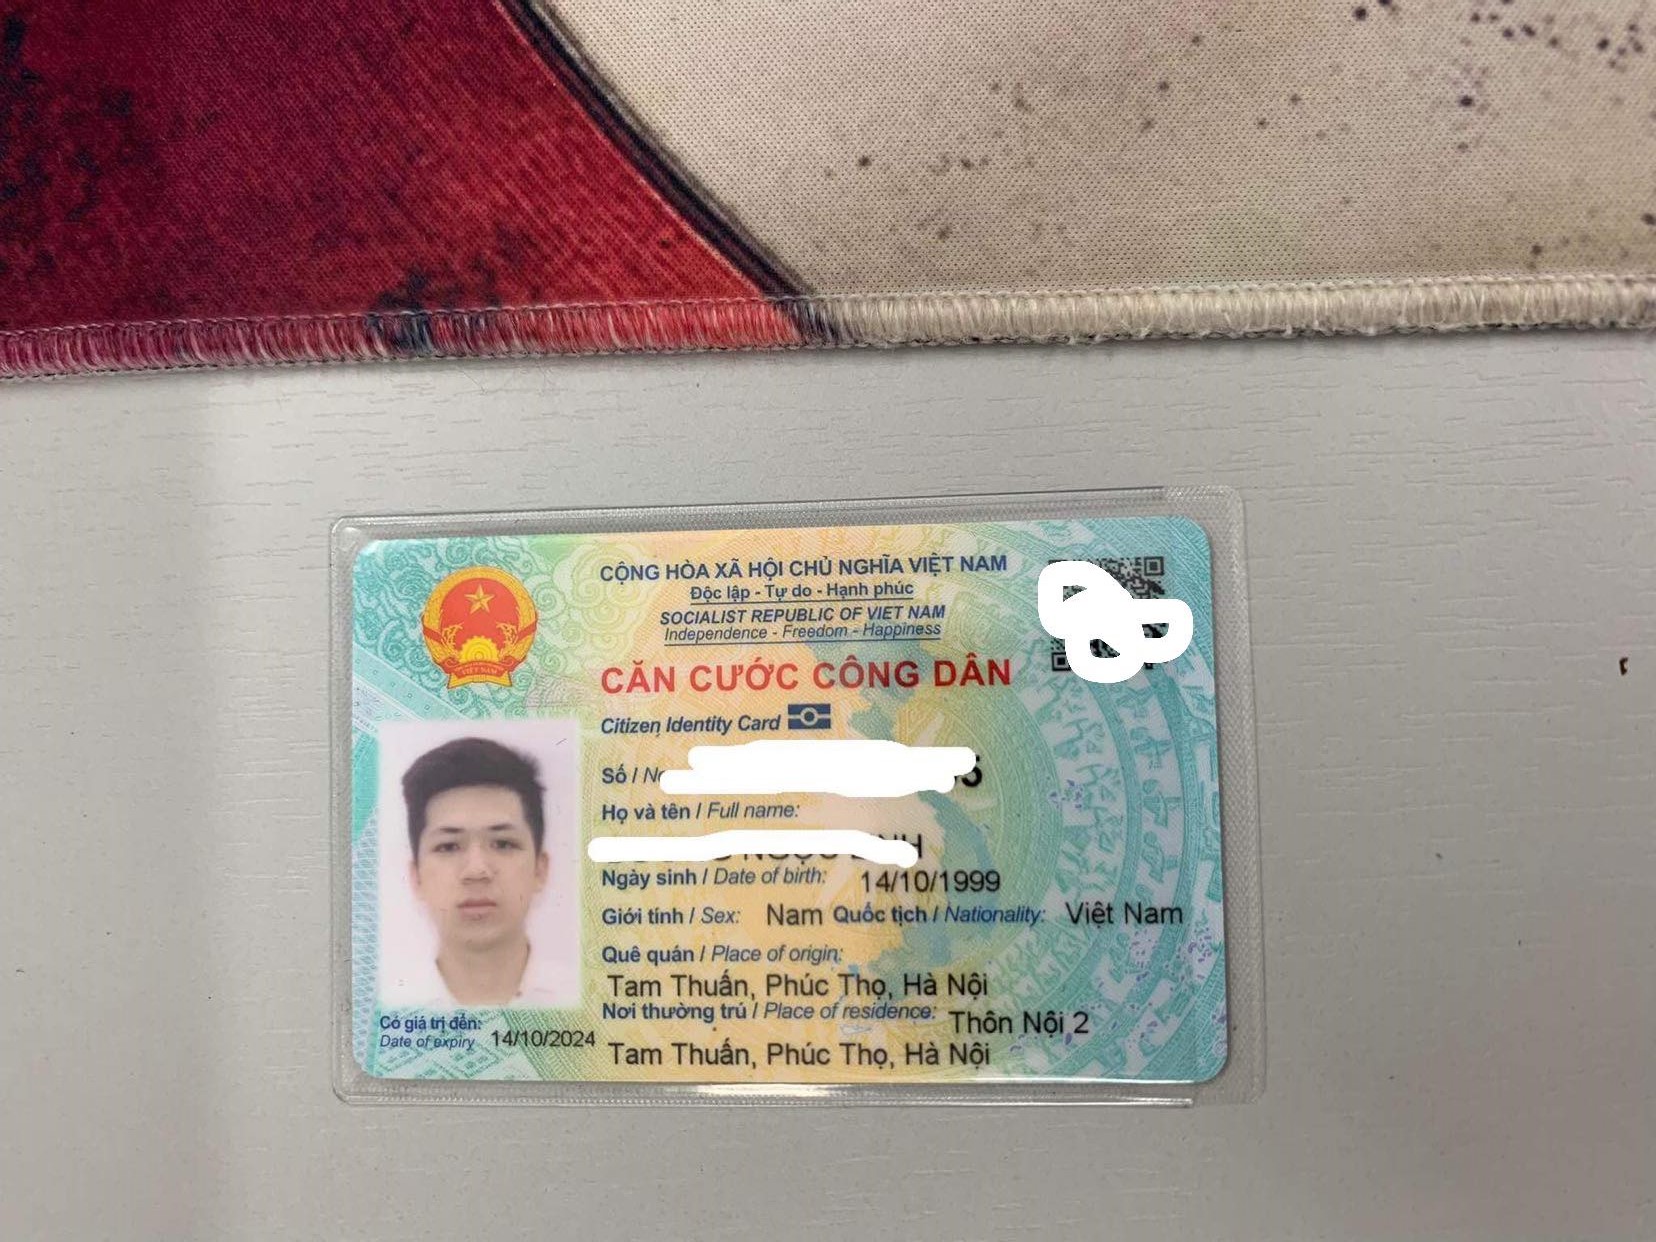 CỘNG HÒA XÃ HỘI CHỦ NGHĨA VIỆT NAM
Độc lập - Tự do - Hạnh phúc
SOCIALIST REPUBLIC OF VIET NAM
Independence - Freedom - Happiness
CĂN CƯỚC CÔNG DÂN
Citizen Identity Card
VIỆT NAM
Số /
Họ và tên / Full name:
Ngày sinh / Date of birth: 14/10/1999
Giới tính / Sex: Nam Quốc tịch / Nationality: Việt Nam
Quê quán / Place of origin:
Tam Thuấn, Phúc Thọ, Hà Nội
Nơi thường trú / Place of residence: Thôn Nội 2
Tam Thuấn, Phúc Thọ, Hà Nội
Có giá trị đến: 14/10/2024
Date of expiry